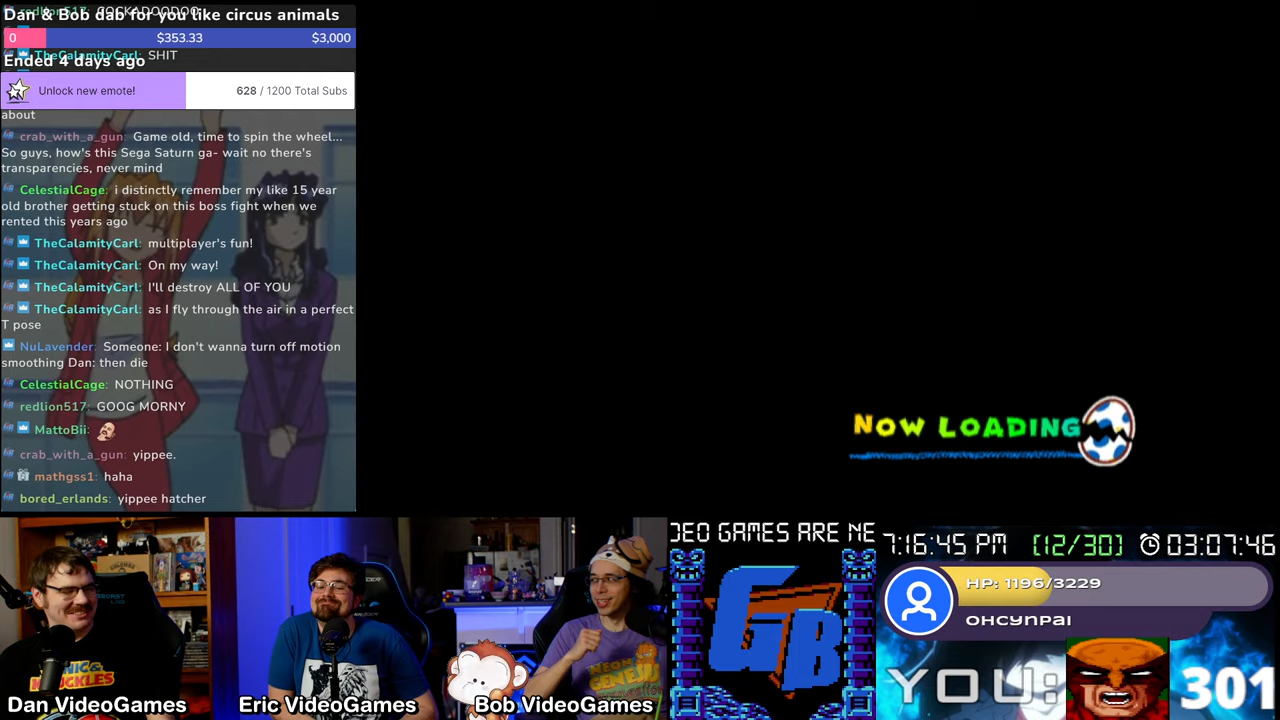 redlion517: COCKADOODOO
Dan & Bob dab for you like circus animals
0 $353.33 $3,000
TheCalamityCarl: SHIT
Ended 4 days ago
Unlock new emote! 628 / 1200 Total Subs
about
crab_with_a_gun: Game old, time to spin the wheel...
So guys, how's this Sega Saturn ga- wait no there's
transparencies, never mind
CelestialCage: i distinctly remember my like 15 year
old brother getting stuck on this boss fight when we
rented this years ago
TheCalamityCarl: multiplayer's fun!
TheCalamityCarl: On my way!
TheCalamityCarl: I'll destroy ALL OF YOU
TheCalamityCarl: as I fly through the air in a perfect
T pose
NuLavender: Someone: I don't wanna turn off motion
smoothing Dan: then die
CelestialCage: NOTHING
redlion517: GOOG MORNY
MattoBii:
crab_with_a_gun: yippee.
mathgss1: haha
bored_erlands: yippee hatcher
NOW LOADING
DEO GAMES ARE NE
7:16:45 PM [12/30] 03:07:46
HP: 1196/3229
OHCYNPAI
GB
YOU: 301
Dan VideoGames
Eric VideoGames
Bob VideoGames